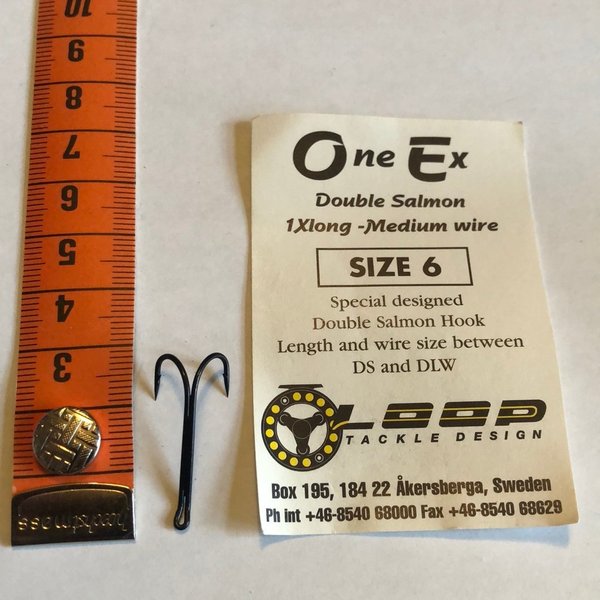 10
9
8
7
6
5
4
3
One Ex
Double Salmon
1Xlong -Medium wire
SIZE 6
Special designed
Double Salmon Hook
Length and wire size between
DS and DLW
LOOP
TACKLE DESIGN
Box 195, 184 22 Åkersberga, Sweden
Ph int +46-8540 68000 Fax +46-8540 68629